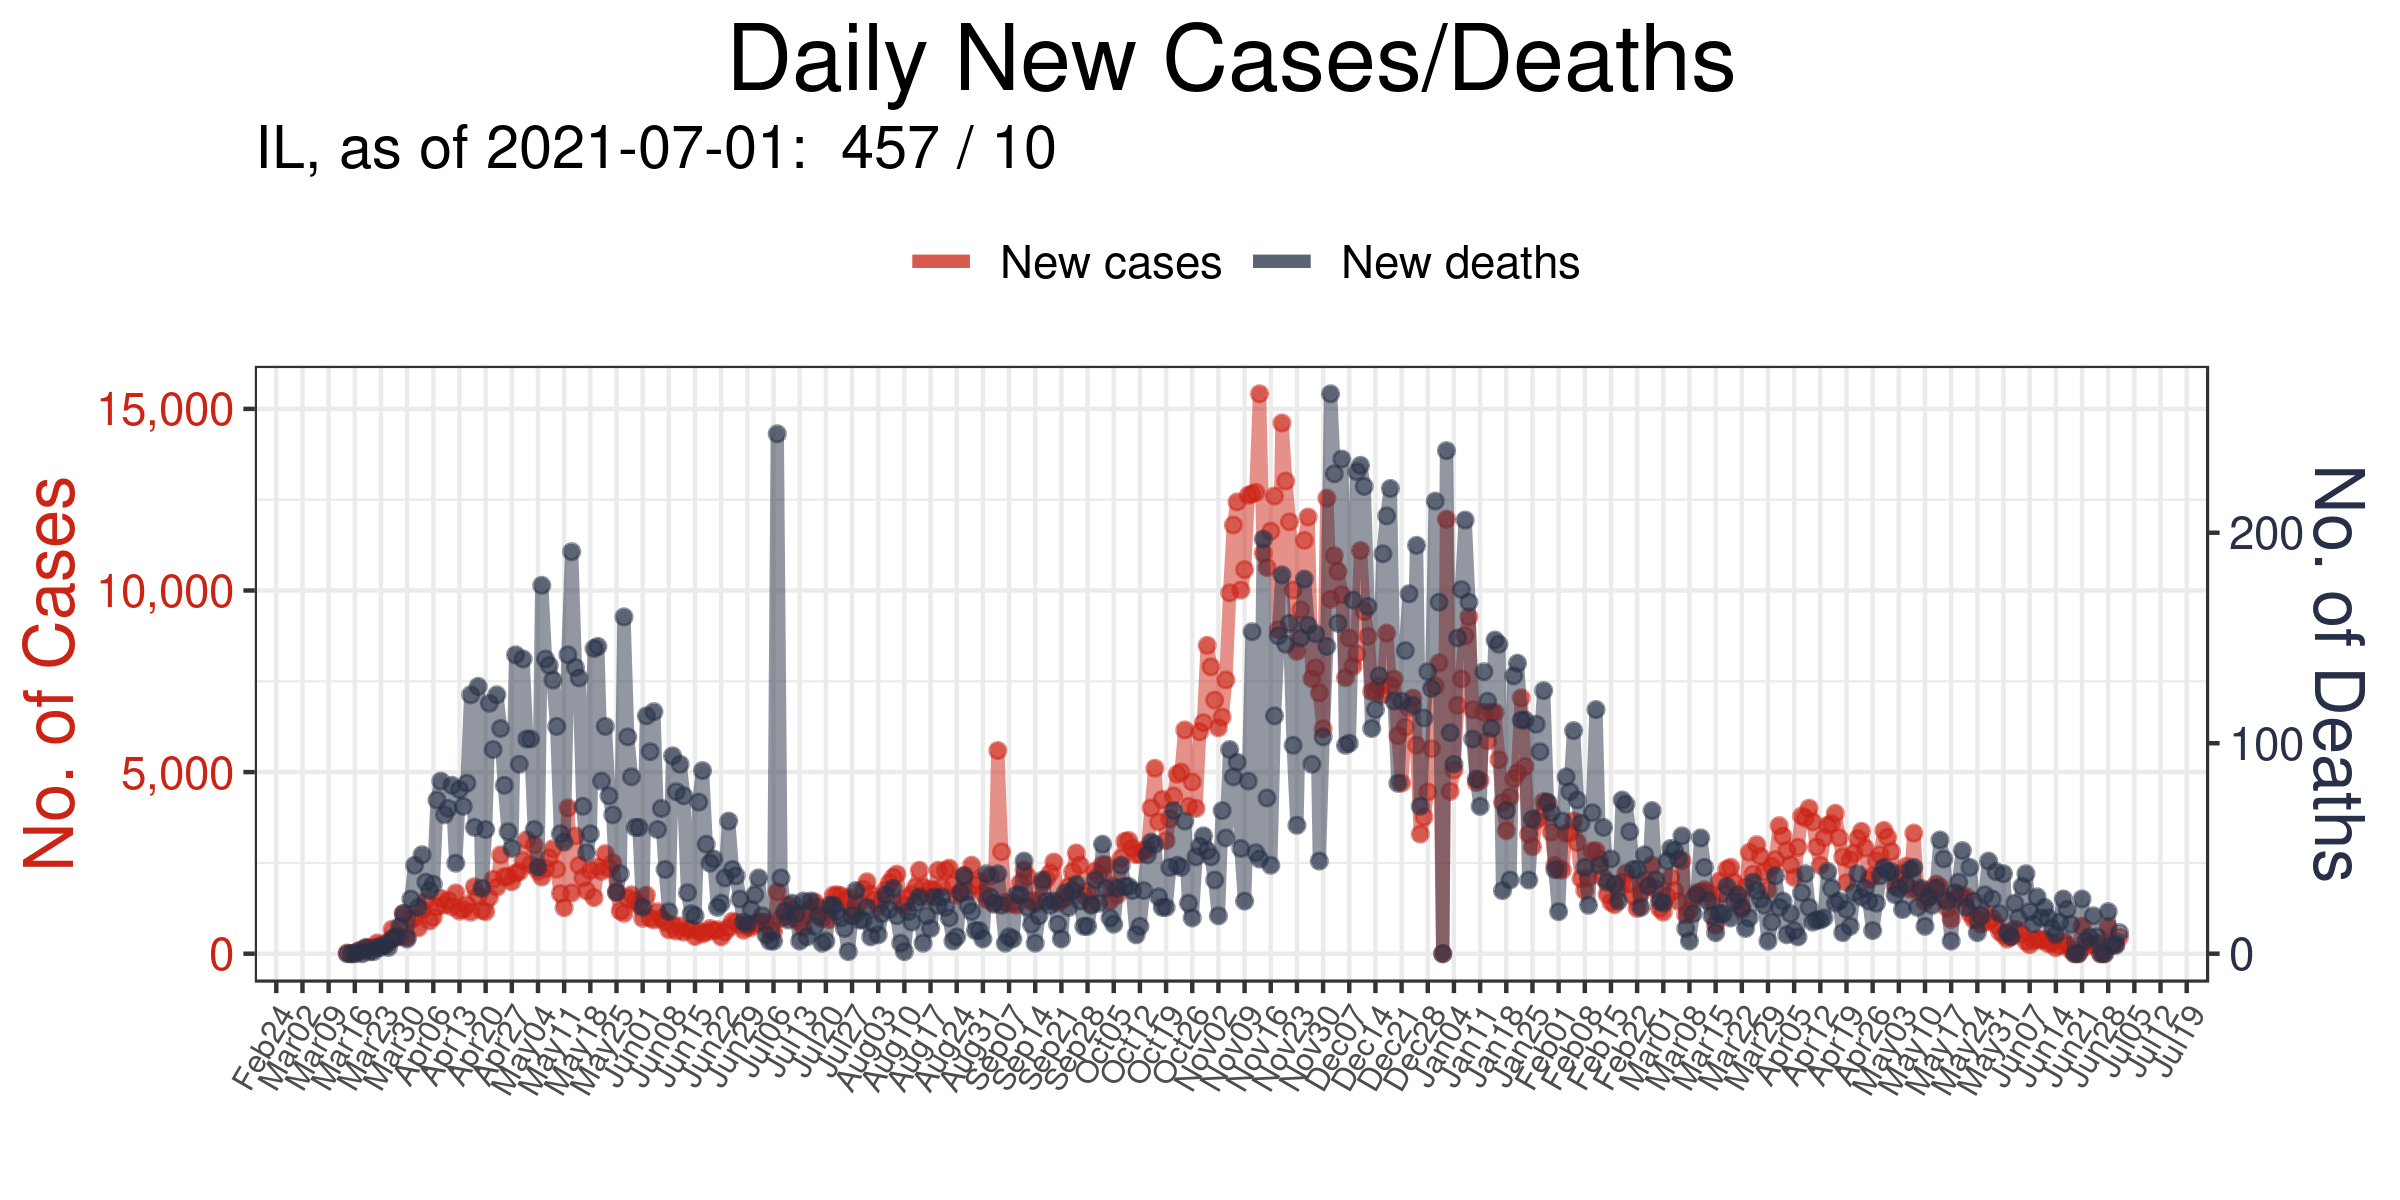 Daily New Cases/Deaths
IL, as of 2021-07-01: 457 / 10
New cases New deaths
No. of Cases
15,000
10,000
5,000
0
No. of Deaths
200
100
0
Feb24
Mar02
Mar09
Mar16
Mar23
Mar30
Apr06
Apr13
Apr20
Apr27
May04
May11
May18
May25
Jun01
Jun08
Jun15
Jun22
Jun29
Jul06
Jul13
Jul20
Jul27
Aug03
Aug10
Aug17
Aug24
Aug31
Sep07
Sep14
Sep21
Sep28
Oct05
Oct12
Oct19
Oct26
Nov02
Nov09
Nov16
Nov23
Nov30
Dec07
Dec14
Dec21
Dec28
Jan04
Jan11
Jan18
Jan25
Feb01
Feb08
Feb15
Feb22
Mar01
Mar08
Mar15
Mar22
Mar29
Apr05
Apr12
Apr19
Apr26
May03
May10
May17
May24
May31
Jun07
Jun14
Jun21
Jun28
Jul05
Jul12
Jul19